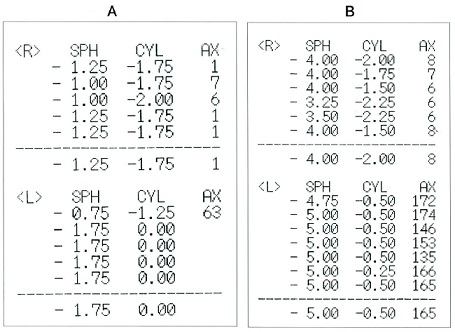 A
<R> SPH CYL AX
- 1.25 -1.75 1
- 1.00 -1.75 7
- 1.00 -2.00 6
- 1.25 -1.75 1
- 1.25 -1.75 1
- 1.25 -1.75 1
<L> SPH CYL AX
- 0.75 -1.25 63
- 1.75 0.00
- 1.75 0.00
- 1.75 0.00
- 1.75 0.00
- 1.75 0.00
B
<R> SPH CYL AX
- 4.00 -2.00 8
- 4.00 -1.75 7
- 4.00 -1.50 6
- 3.25 -2.25 6
- 3.50 -2.25 6
- 4.00 -1.50 8
- 4.00 -2.00 8
<L> SPH CYL AX
- 4.75 -0.50 172
- 5.00 -0.50 174
- 5.00 -0.50 146
- 5.00 -0.50 153
- 5.00 -0.50 135
- 5.00 -0.25 166
- 5.00 -0.50 165
- 5.00 -0.50 165